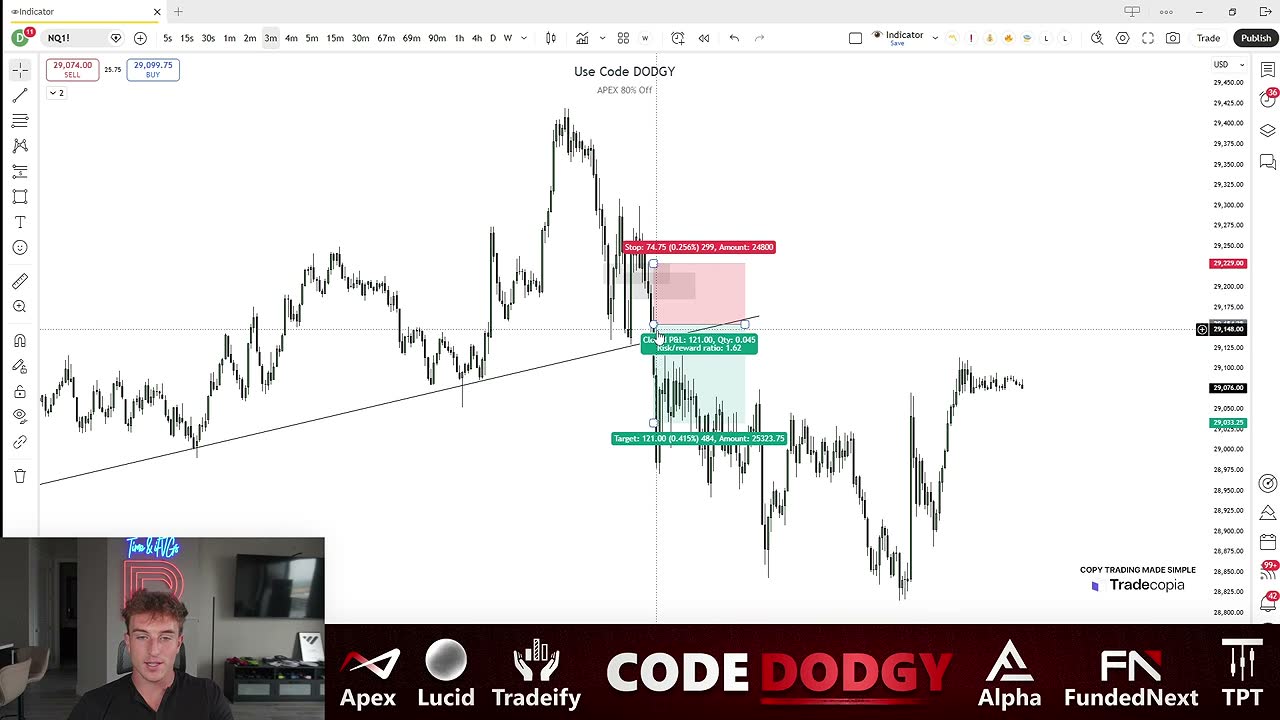 Indicator
D 11 NQ1! 5s 15s 30s 1m 2m 3m 4m 5m 15m 30m 67m 69m 90m 1h 4h D W W Indicator Save L L Trade Publish
29,074.00 SELL 25.75 29,099.75 BUY
2
Use Code DODGY
APEX 80% Off
USD
29,450.00
29,425.00
29,400.00
29,375.00
29,350.00
29,325.00
29,300.00
29,275.00
29,250.00
29,229.00
29,200.00
29,175.00
29,148.00
29,125.00
29,100.00
29,076.00
29,050.00
29,033.25
29,000.00
28,975.00
28,950.00
28,925.00
28,900.00
28,875.00
28,850.00
28,825.00
28,800.00
36
99+
42
Stop: 74.75 (0.256%) 299, Amount: 24800
P&L: 121.00, Qty: 0.045
Risk/reward ratio: 1.62
Target: 121.00 (0.415%) 484, Amount: 25323.75
COPY TRADING MADE SIMPLE
Tradecopia
Time & iFVGs
D
Apex
Lucid
Tradeify
CODE DODGY
Alpha
FN
FundedNext
TPT